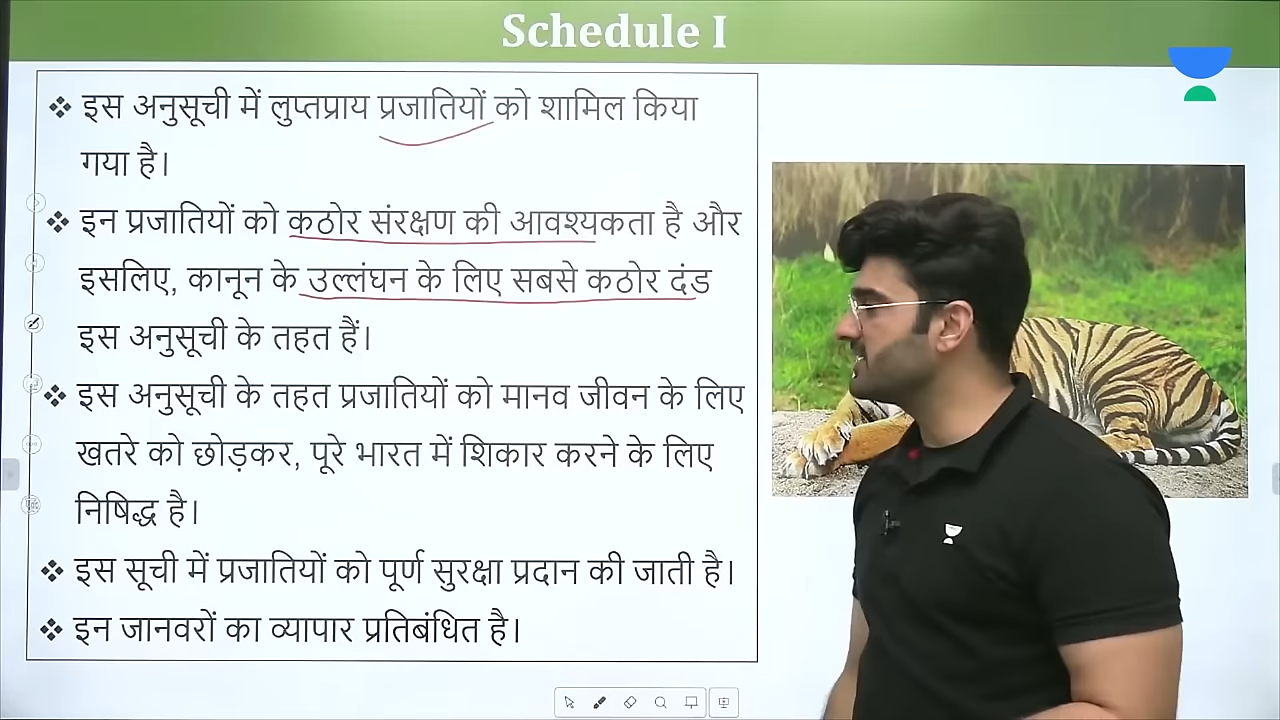 Schedule I
❖ इस अनुसूची में लुप्तप्राय प्रजातियों को शामिल किया
गया है।
❖ इन प्रजातियों को कठोर संरक्षण की आवश्यकता है और
इसलिए, कानून के उल्लंघन के लिए सबसे कठोर दंड
इस अनुसूची के तहत हैं।
❖ इस अनुसूची के तहत प्रजातियों को मानव जीवन के लिए
खतरे को छोड़कर, पूरे भारत में शिकार करने के लिए
निषिद्ध है।
❖ इस सूची में प्रजातियों को पूर्ण सुरक्षा प्रदान की जाती है।
❖ इन जानवरों का व्यापार प्रतिबंधित है।